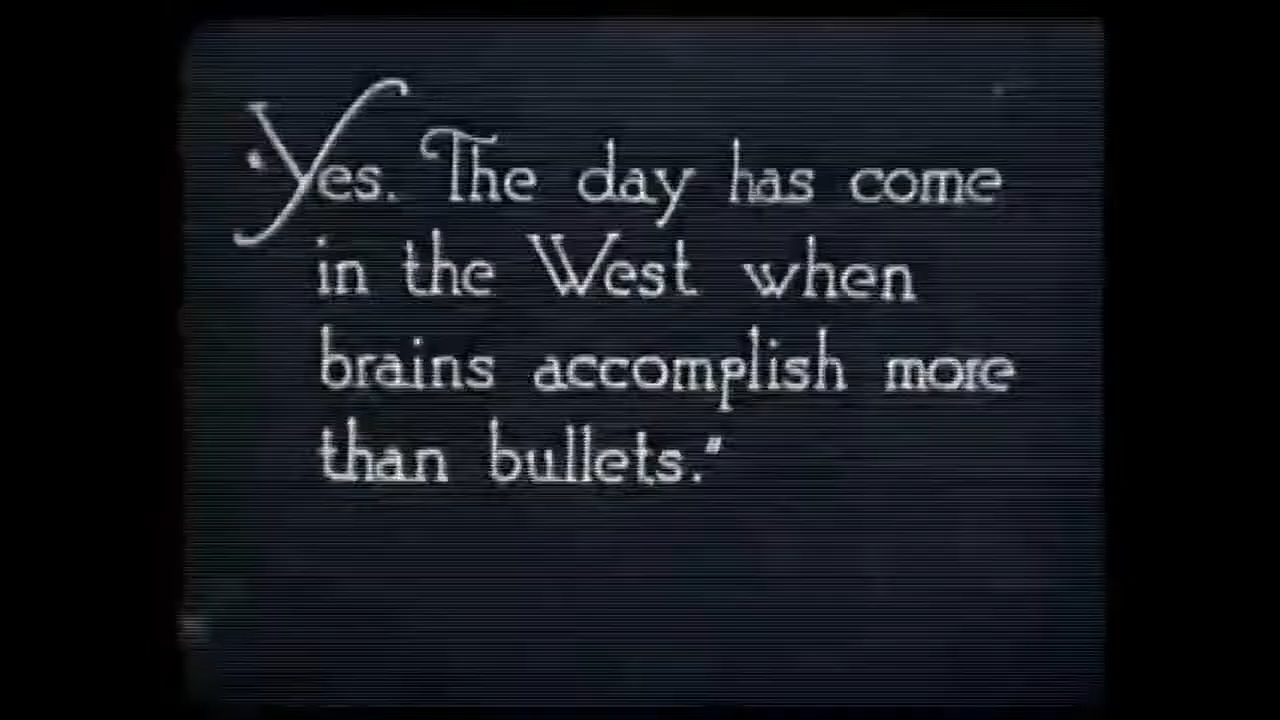 "Yes. The day has come
in the West when
brains accomplish more
than bullets."